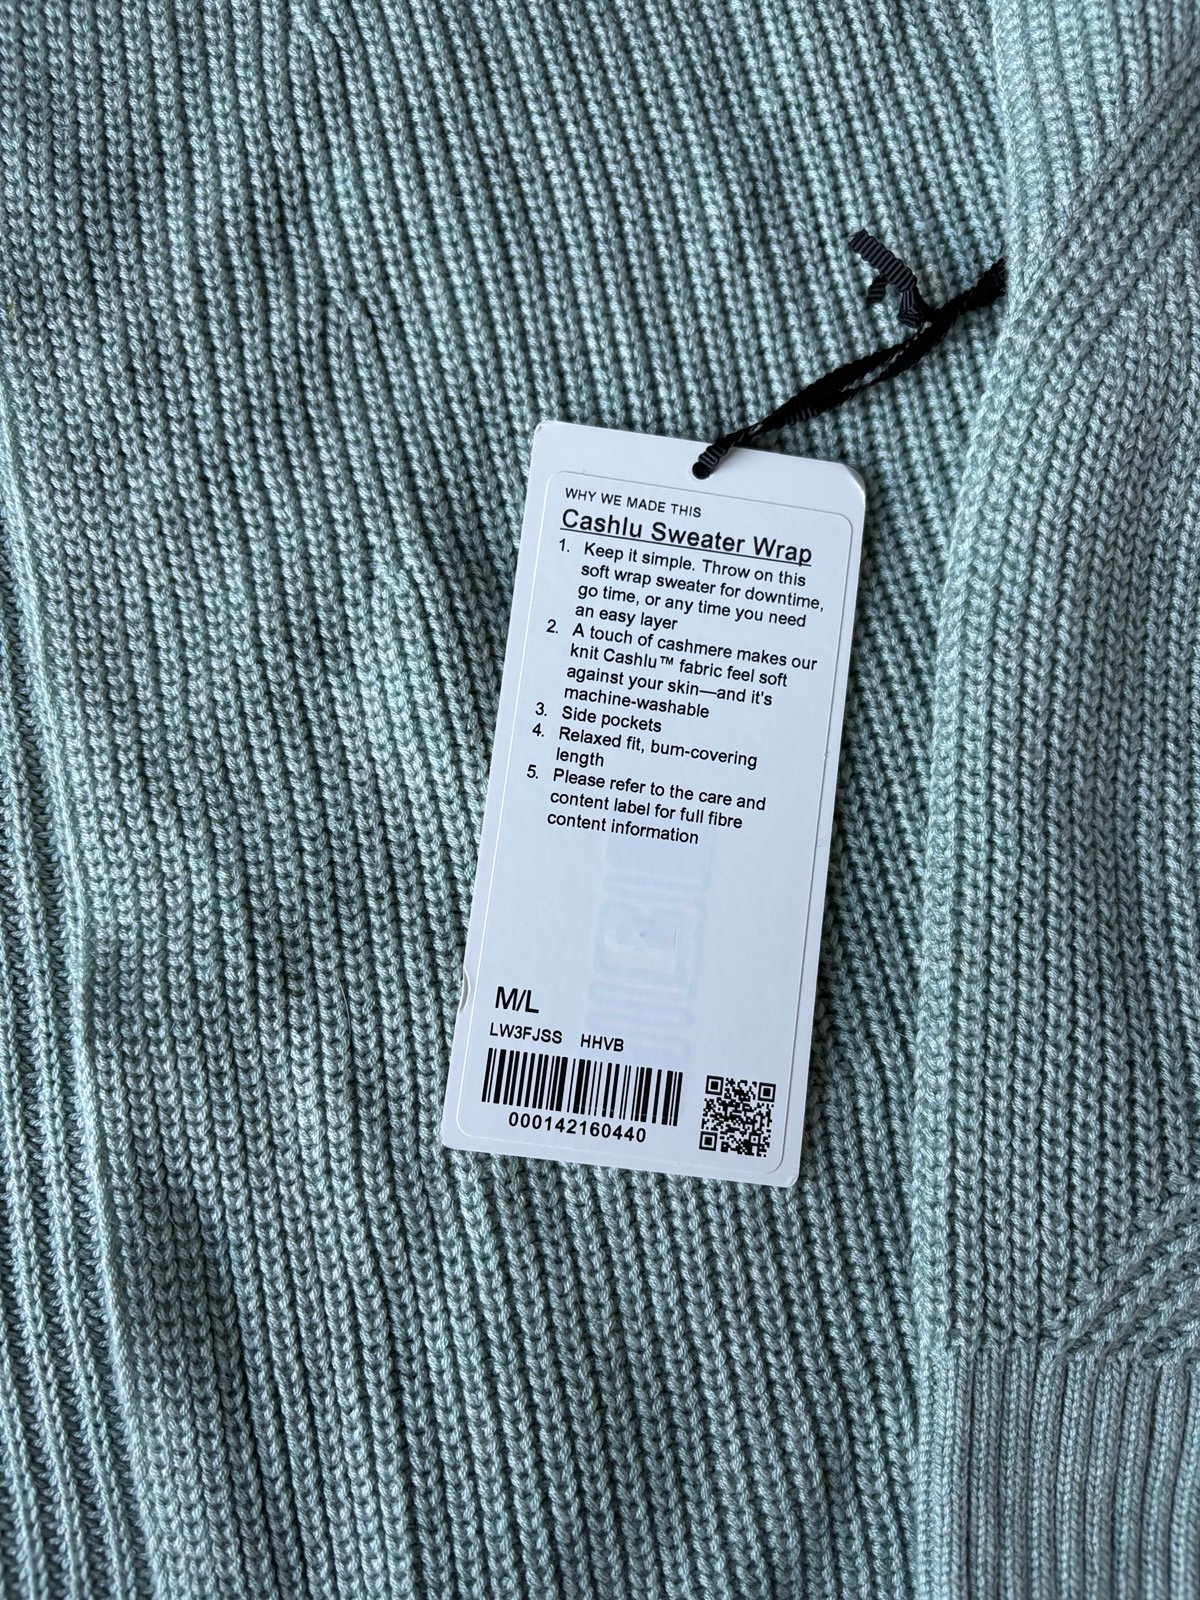 WHY WE MADE THIS
Cashlu Sweater Wrap
1. Keep it simple. Throw on this
soft wrap sweater for downtime,
go time, or any time you need
an easy layer
2. A touch of cashmere makes our
knit Cashlu™ fabric feel soft
against your skin—and it's
machine-washable
3. Side pockets
4. Relaxed fit, bum-covering
length
5. Please refer to the care and
content label for full fibre
content information
M/L
LW3FJSS HHVB
000142160440